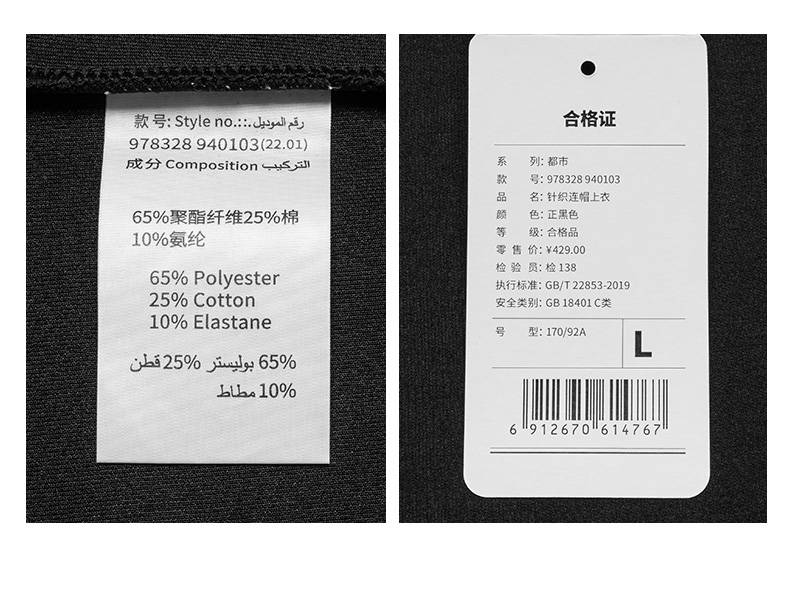 款号: Style no.::.رقم الموديل
978328 940103(22.01)
成分 Composition التركيب
65%聚酯纤维25%棉
10%氨纶
65% Polyester
25% Cotton
10% Elastane
65% بوليستر 25% قطن
10% مطاط
合格证
系 列: 都市
款 号: 978328 940103
品 名: 针织连帽上衣
颜 色: 正黑色
等 级: 合格品
零 售 价: ¥429.00
检 验 员: 检 138
执行标准: GB/T 22853-2019
安全类别: GB 18401 C类
号 型: 170/92A
L
6 912670 614767